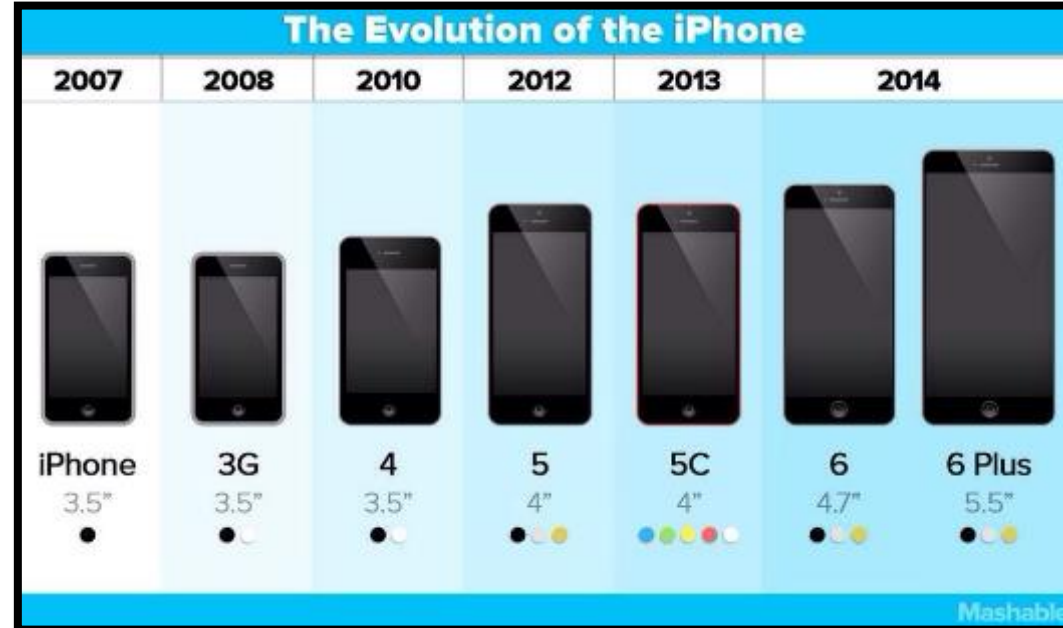 The Evolution of the iPhone
2007 2008 2010 2012 2013 2014
iPhone 3G 4 5 5C 6 6 Plus
3.5” 3.5” 3.5” 4” 4” 4.7” 5.5”
Mashable